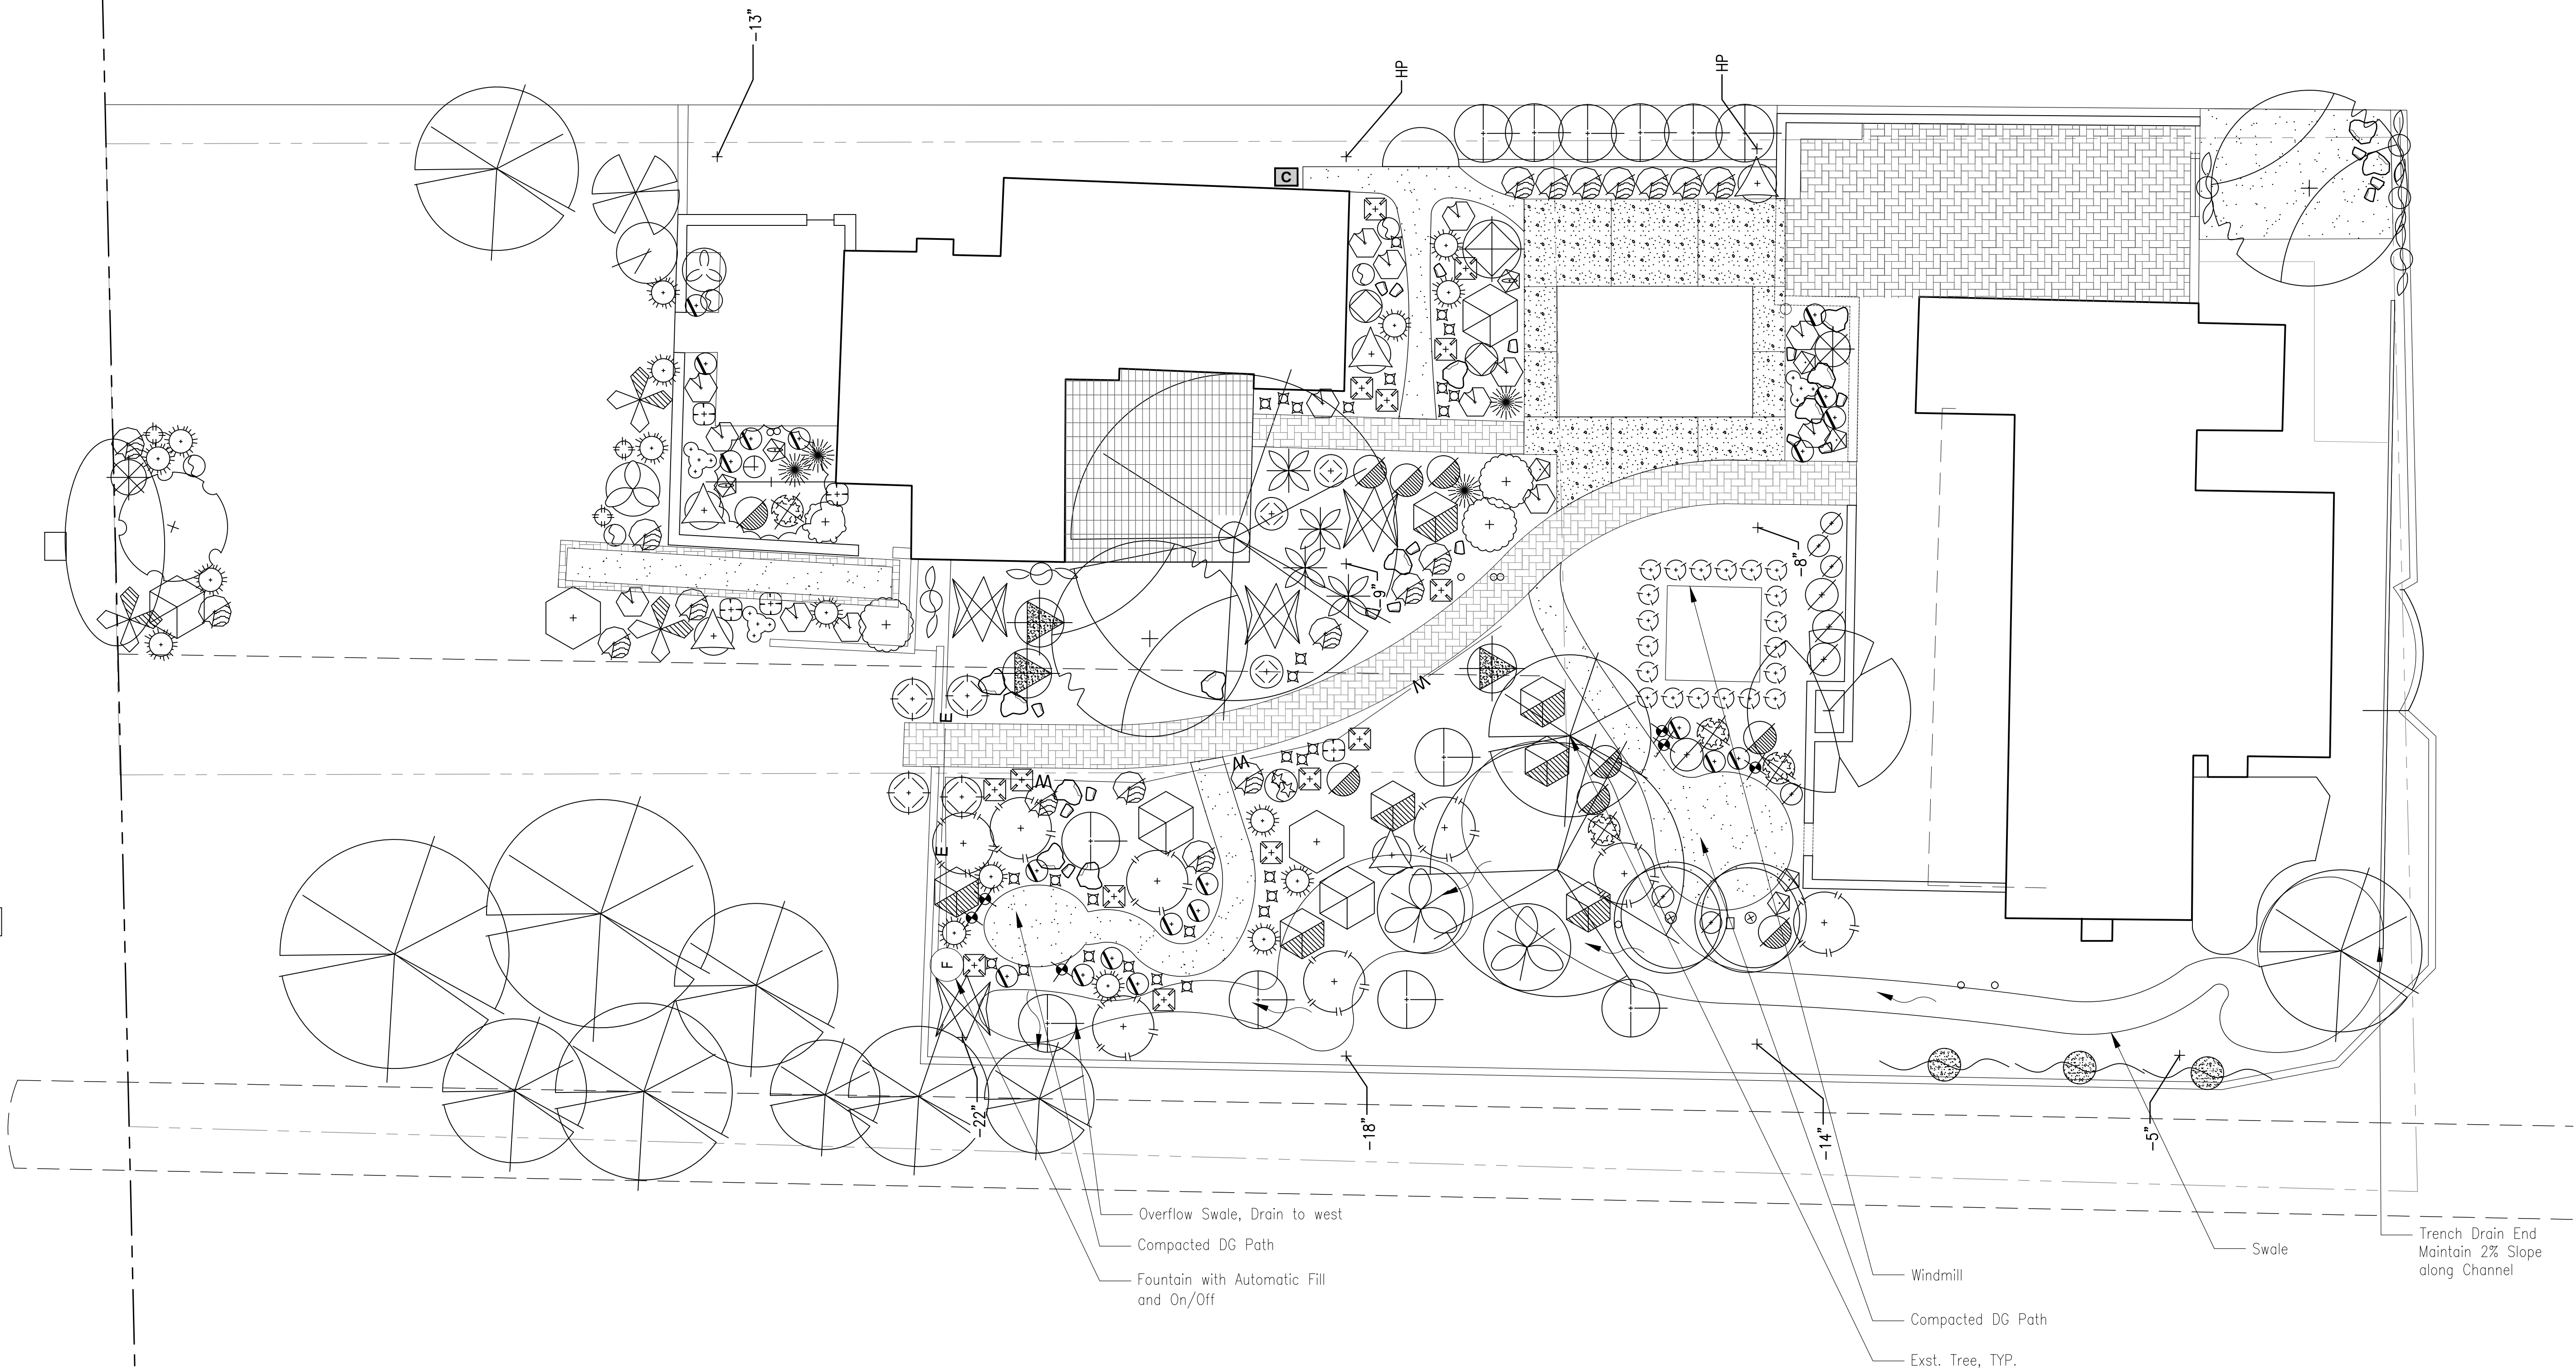 -13"
HP
HP
C
-8"
-9"
E
E
F
-22"
-18"
-14"
-5"
Overflow Swale, Drain to west
Compacted DG Path
Fountain with Automatic Fill
and On/Off
Windmill
Compacted DG Path
Exst. Tree, TYP.
Swale
Trench Drain End
Maintain 2% Slope
along Channel